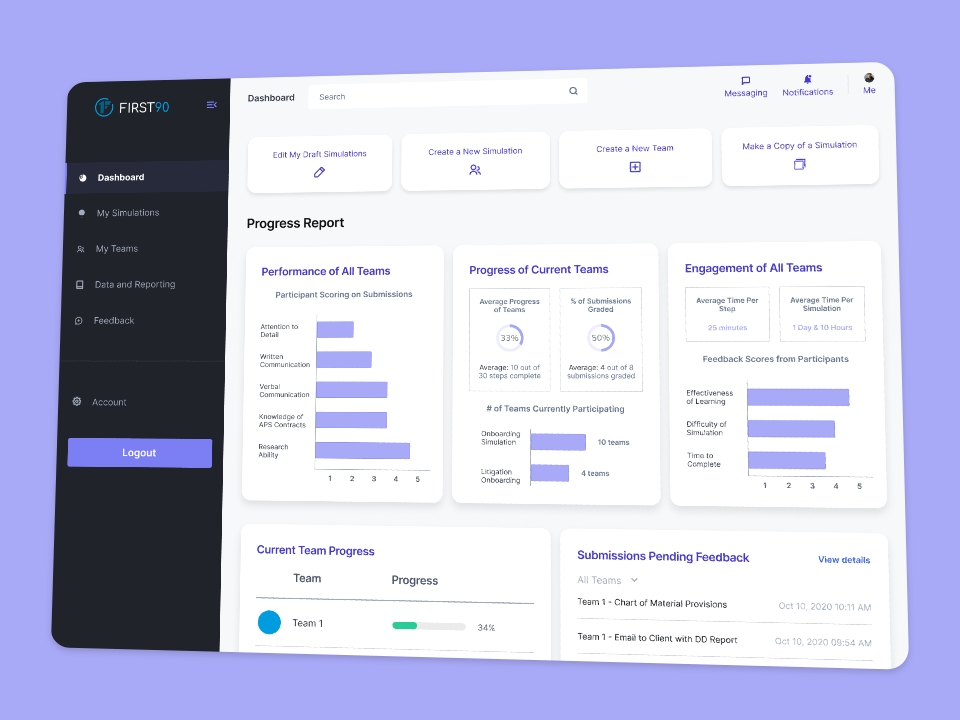 FIRST90
Dashboard
My Simulations
My Teams
Data and Reporting
Feedback
Account
Logout
Dashboard
Search
Messaging
Notifications
Me
Edit My Draft Simulations
Create a New Simulation
Create a New Team
Make a Copy of a Simulation
Progress Report
Performance of All Teams
Participant Scoring on Submissions
Attention to
Detail
Written
Communication
Verbal
Communication
Knowledge of
APS Contracts
Research
Ability
1 2 3 4 5
Progress of Current Teams
Average Progress
of Teams
33%
Average: 10 out of
30 steps complete
% of Submissions
Graded
50%
Average: 4 out of 8
submissions graded
# of Teams Currently Participating
Onboarding
Simulation
10 teams
Litigation
Onboarding
4 teams
Engagement of All Teams
Average Time Per
Step
25 minutes
Average Time Per
Simulation
1 Day & 10 Hours
Feedback Scores from Participants
Effectiveness
of Learning
Difficulty of
Simulation
Time to
Complete
1 2 3 4 5
Current Team Progress
Team Progress
Team 1 34%
Submissions Pending Feedback
View details
All Teams
Team 1 - Chart of Material Provisions Oct 10, 2020 10:11 AM
Team 1 - Email to Client with DD Report Oct 10, 2020 09:54 AM